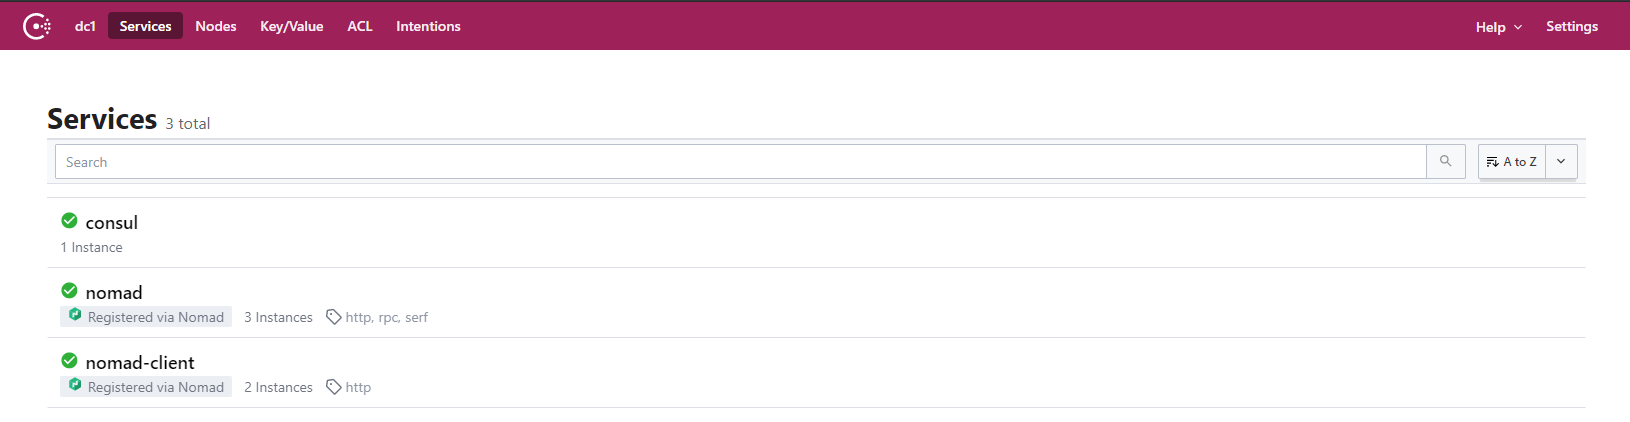 dc1 Services Nodes Key/Value ACL Intentions Help Settings
Services 3 total
Search A to Z
consul
1 Instance
nomad
Registered via Nomad 3 Instances http, rpc, serf
nomad-client
Registered via Nomad 2 Instances http